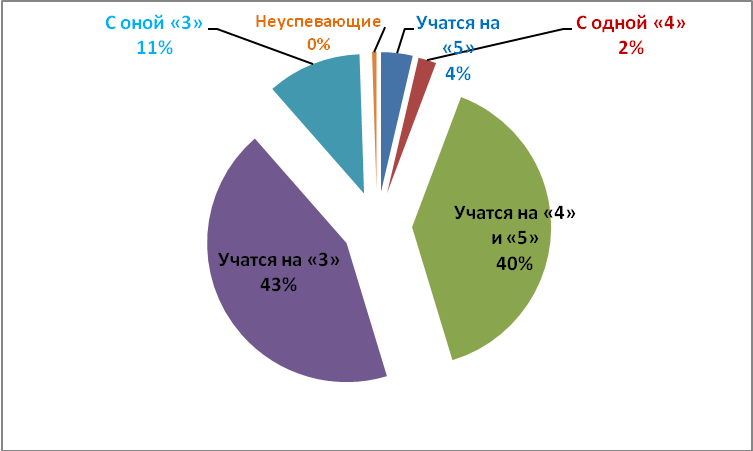 С оной «3»
11%
Неуспевающие
0%
Учатся на
«5»
4%
С одной «4»
2%
Учатся на «4»
и «5»
40%
Учатся на «3»
43%